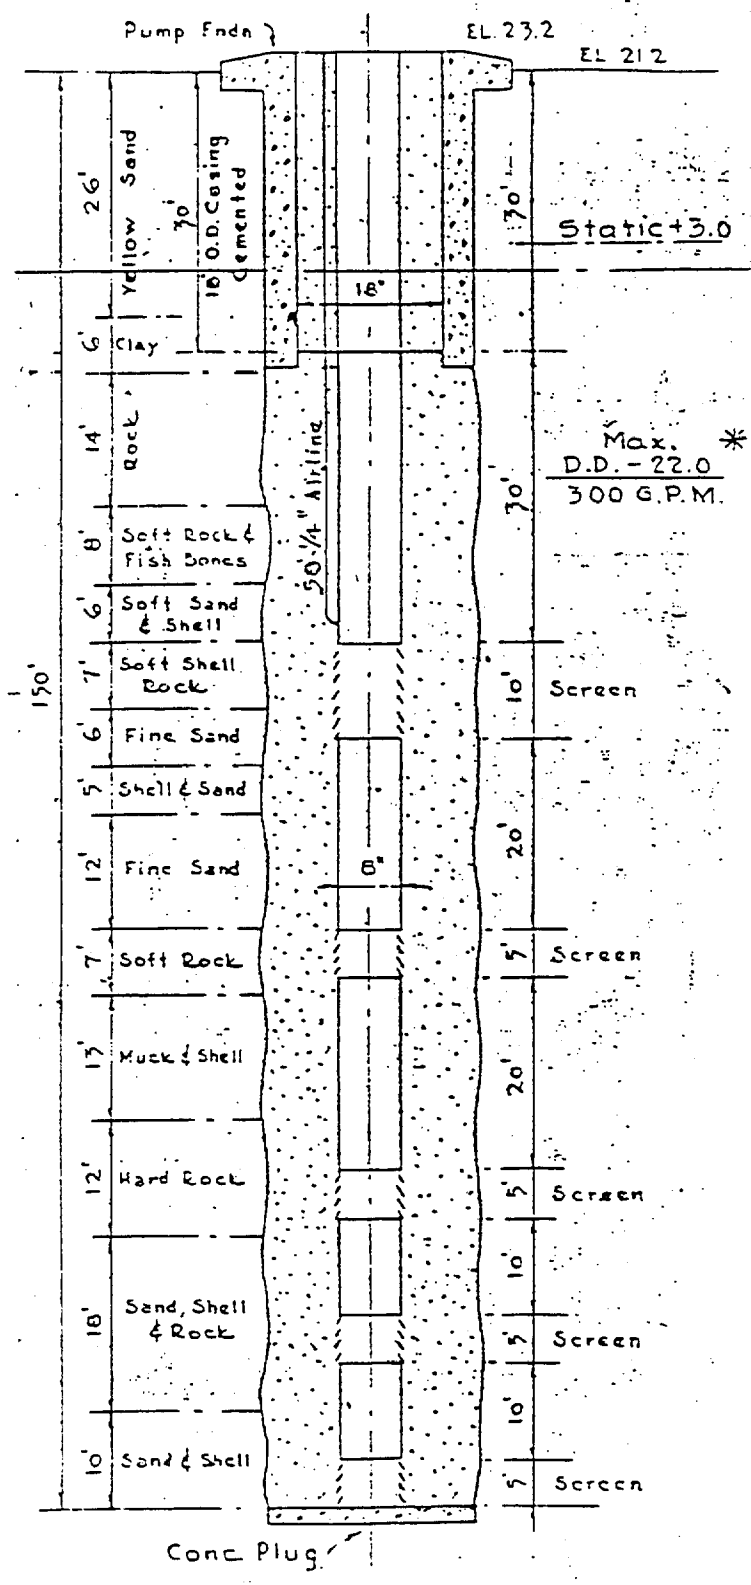 Pump Fndn
EL. 23.2
EL 21 2
26'
Yellow Sand
30'
18" O.D. Casing
Cemented
30'
Static +3.0
18"
6'
Clay
14'
Rock
50'-1/4" Airline
30'
Max. *
D.D. - 22.0
300 G.P.M.
8'
Soft Rock &
Fish Bones
6'
Soft Sand
& Shell
150'
7'
Soft Shell
Rock
10'
Screen
6'
Fine Sand
5'
Shell & Sand
20'
12'
Fine Sand
8"
7'
Soft Rock
5'
Screen
13'
Muck & Shell
20'
12'
Hard Rock
5'
Screen
10'
18'
Sand, Shell
& Rock
5'
Screen
10'
10'
Sand & Shell
5'
Screen
Conc Plug